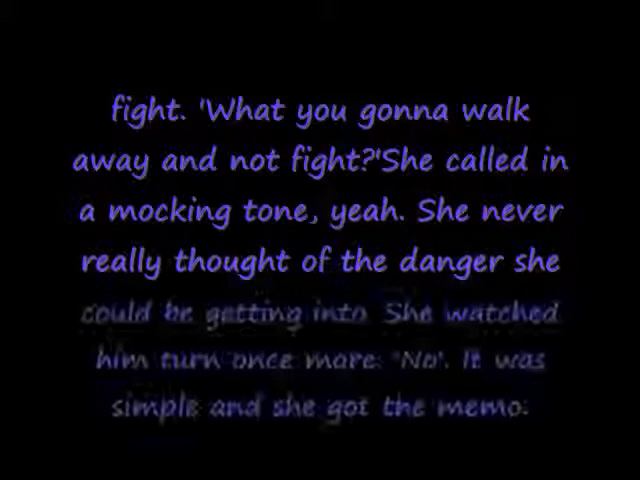 fight. 'What you gonna walk
away and not fight?'She called in
a mocking tone, yeah. She never
really thought of the danger she
could be getting into She watched
him turn once more. 'No'. It was
simple and she got the memo.